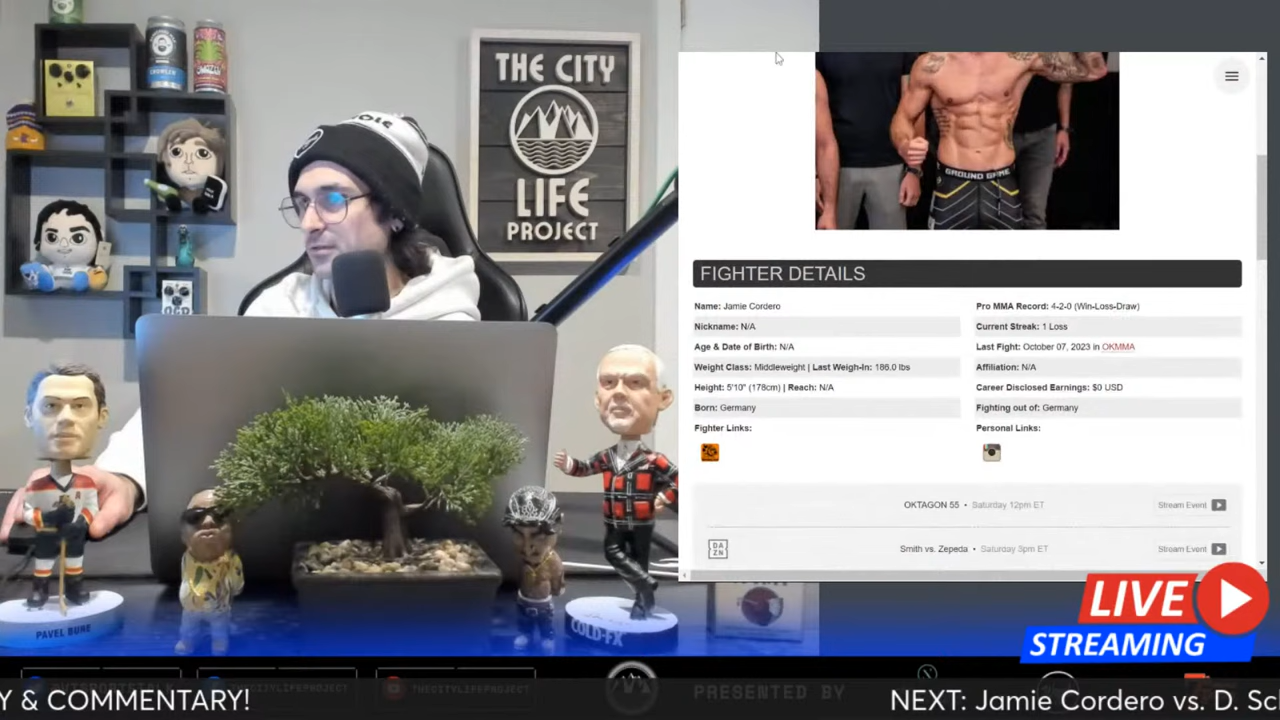 THE CITY
LIFE
PROJECT
GROUND GAME
FIGHTER DETAILS
Name: Jamie Cordero
Pro MMA Record: 4-2-0 (Win-Loss-Draw)
Nickname: N/A
Current Streak: 1 Loss
Age & Date of Birth: N/A
Last Fight: October 07, 2023 in OKMMA
Weight Class: Middleweight | Last Weigh-In: 186.0 lbs
Affiliation: N/A
Height: 5'10" (178cm) | Reach: N/A
Career Disclosed Earnings: $0 USD
Born: Germany
Fighting out of: Germany
Fighter Links:
Personal Links:
OKTAGON 55 • Saturday 12pm ET
Stream Event
DAZN
Smith vs. Zepeda • Saturday 3pm ET
Stream Event
LIVE
STREAMING
PAVEL BURE
COLD-FX
THECITYLIFEPROJECT
PRESENTED BY
Y & COMMENTARY!
NEXT: Jamie Cordero vs. D. Scl